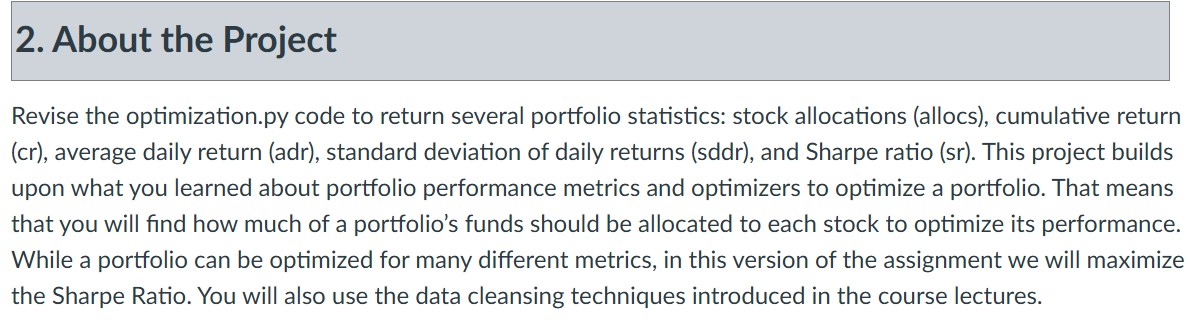 2. About the Project
Revise the optimization.py code to return several portfolio statistics: stock allocations (allocs), cumulative return
(cr), average daily return (adr), standard deviation of daily returns (sddr), and Sharpe ratio (sr). This project builds
upon what you learned about portfolio performance metrics and optimizers to optimize a portfolio. That means
that you will find how much of a portfolio’s funds should be allocated to each stock to optimize its performance.
While a portfolio can be optimized for many different metrics, in this version of the assignment we will maximize
the Sharpe Ratio. You will also use the data cleansing techniques introduced in the course lectures.